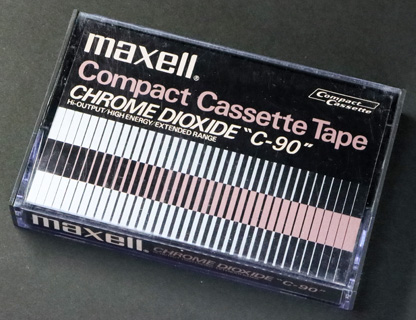 maxell®
Compact Cassette Tape
CHROME DIOXIDE "C-90"
HI-OUTPUT/HIGH ENERGY/EXTENDED RANGE
Compact
Cassette
maxell® CHROME DIOXIDE "C-90"